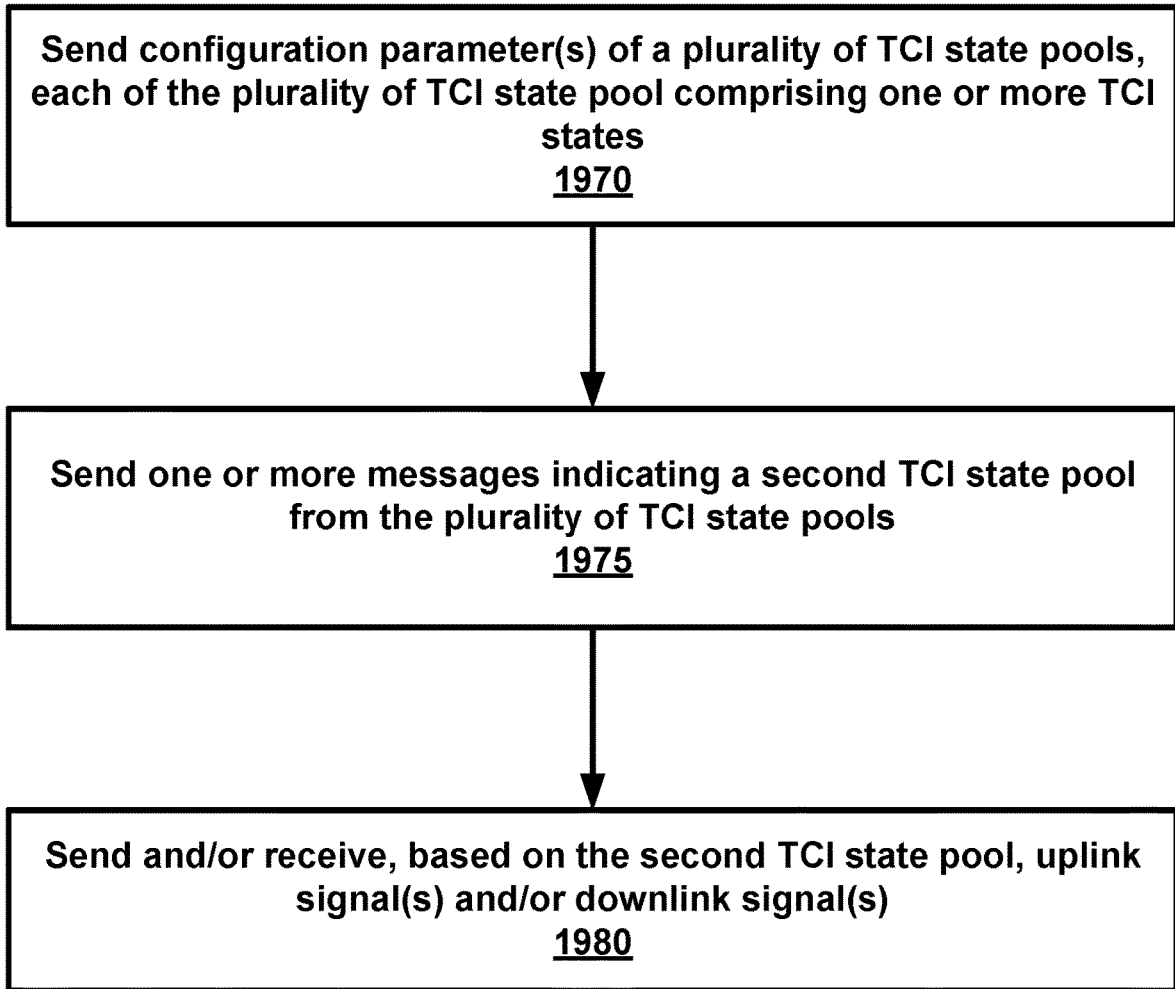 Send configuration parameter(s) of a plurality of TCI state pools,
each of the plurality of TCI state pool comprising one or more TCI
states
1970
Send one or more messages indicating a second TCI state pool
from the plurality of TCI state pools
1975
Send and/or receive, based on the second TCI state pool, uplink
signal(s) and/or downlink signal(s)
1980